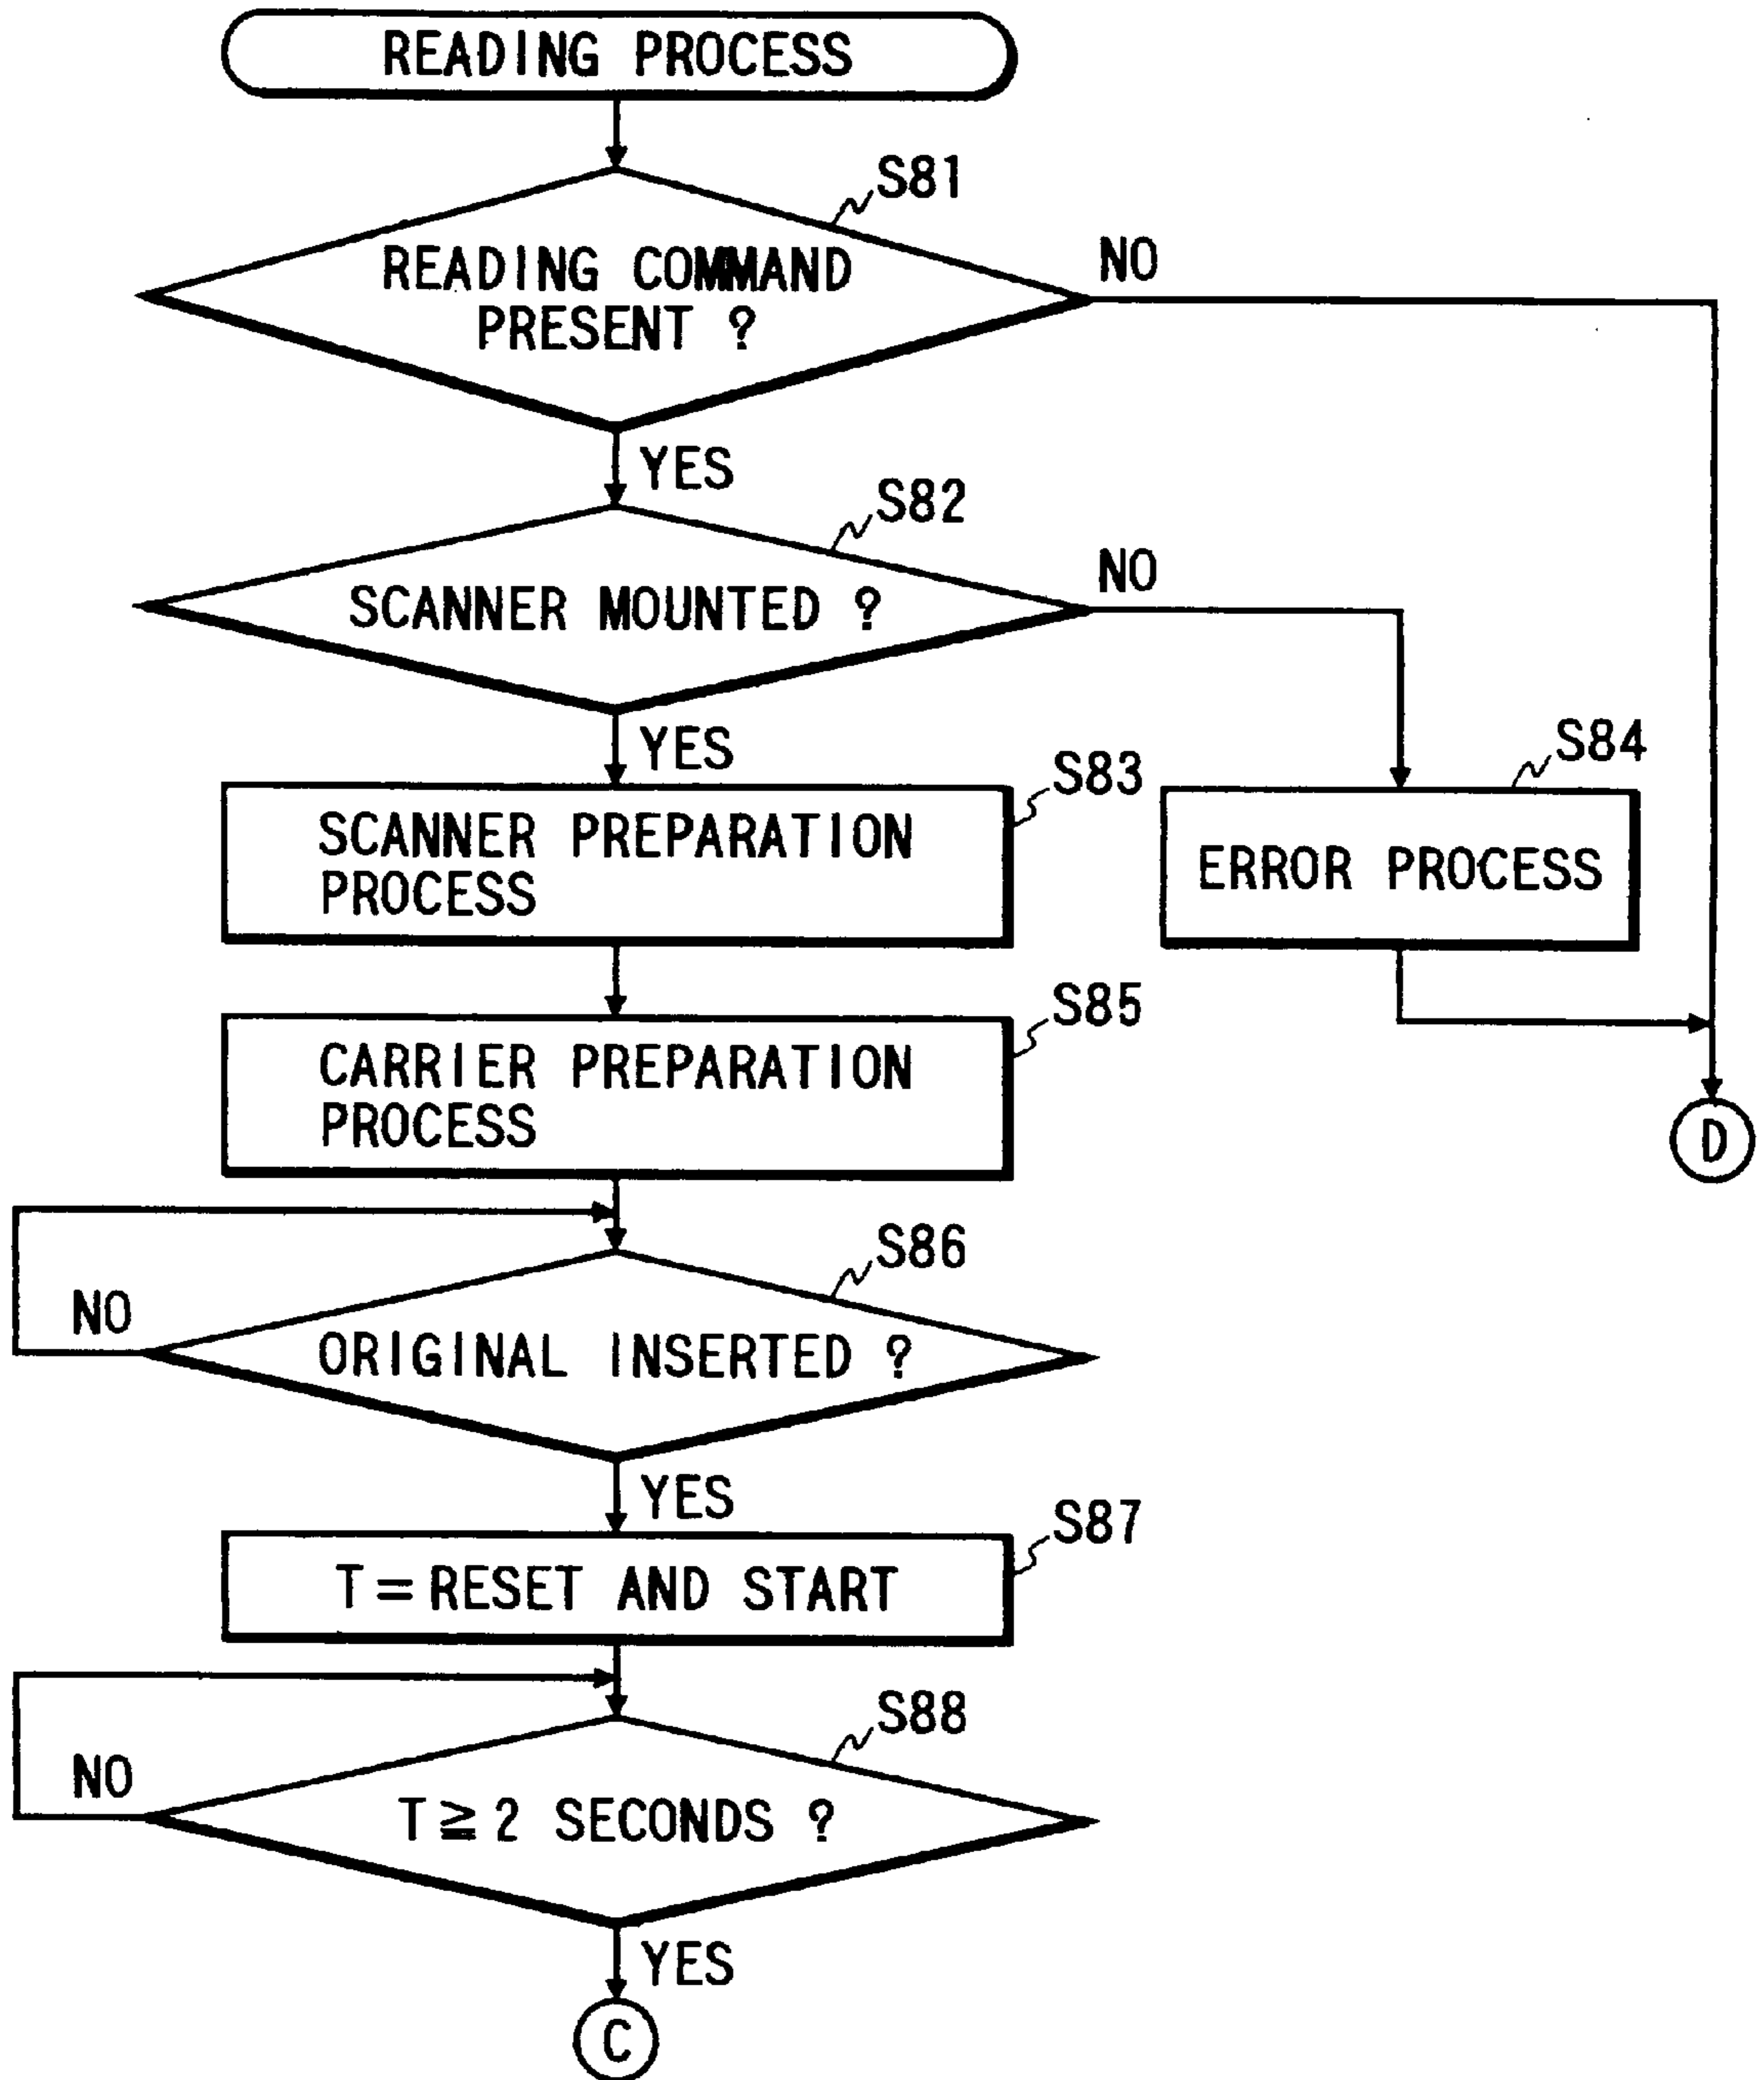 READING PROCESS
S81
READING COMMAND
PRESENT ?
NO
YES
S82
SCANNER MOUNTED ?
NO
YES
S83
SCANNER PREPARATION
PROCESS
S84
ERROR PROCESS
S85
CARRIER PREPARATION
PROCESS
D
S86
ORIGINAL INSERTED ?
NO
YES
S87
T=RESET AND START
S88
T≧2 SECONDS ?
NO
YES
C